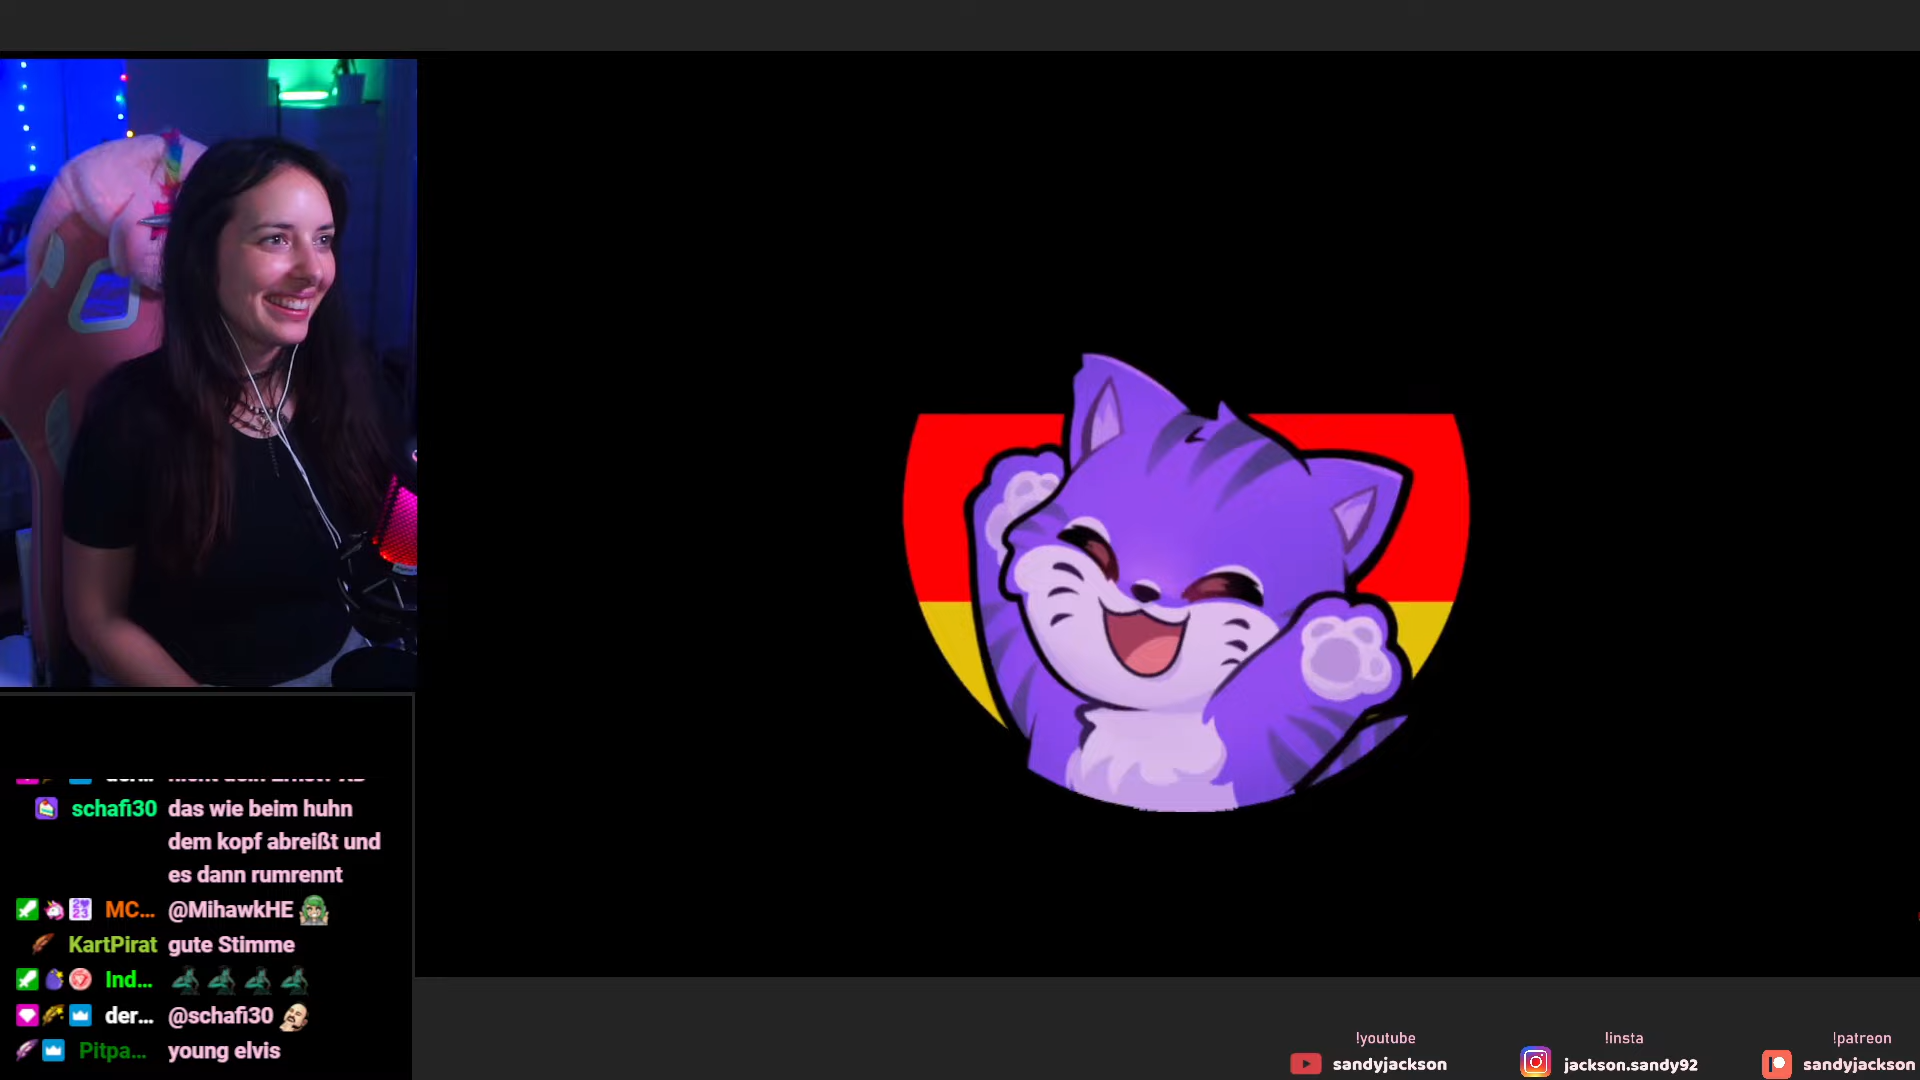 schafi30 das wie beim huhn
dem kopf abreißt und
es dann rumrennt
MC... @MihawkHE
KartPirat gute Stimme
Ind...
der... @schafi30
Pitpa... young elvis
!youtube
sandyjackson
!insta
jackson.sandy92
!patreon
sandyjackson